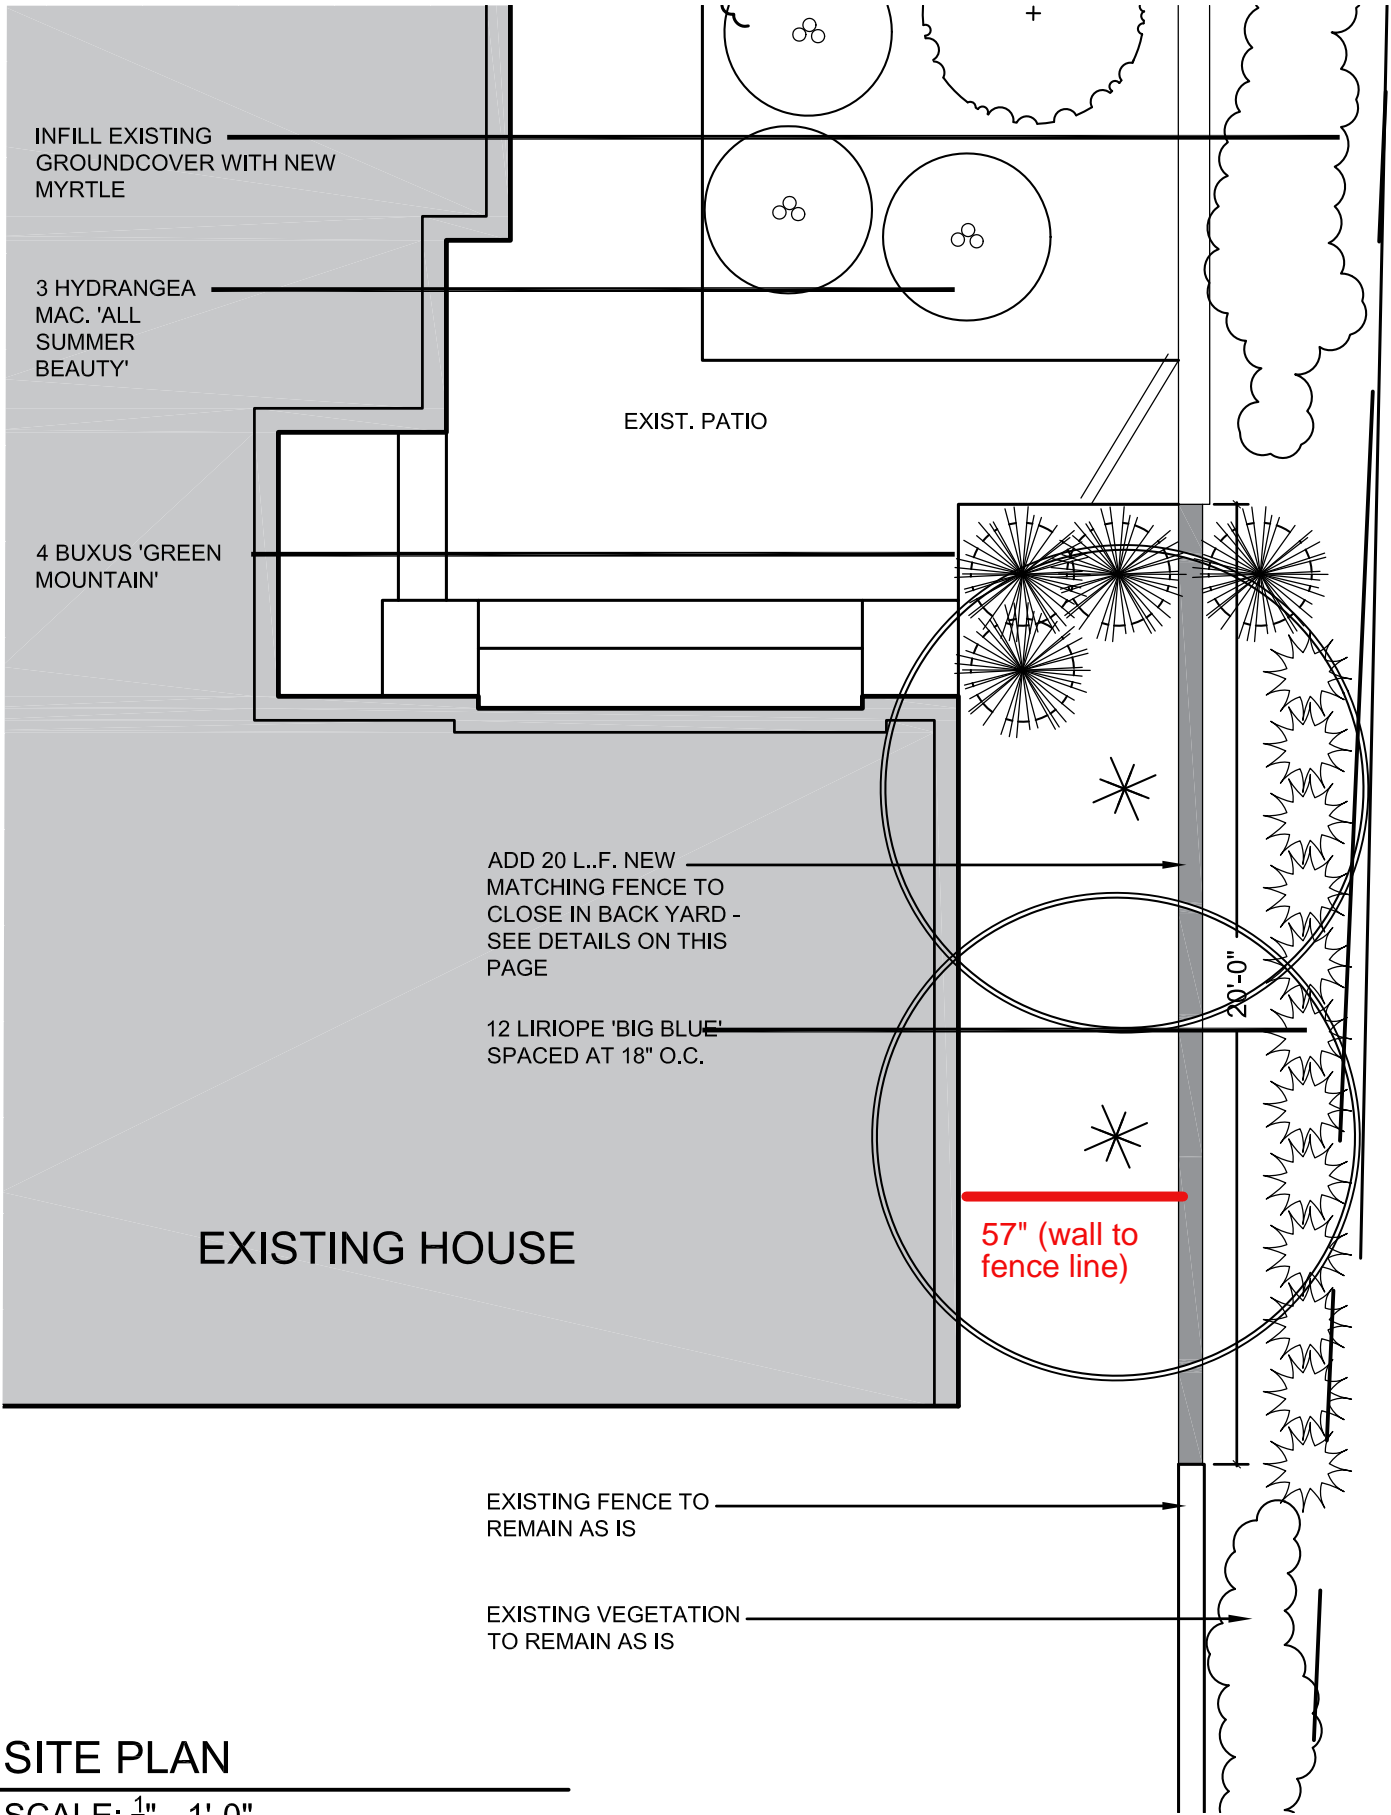 INFILL EXISTING
GROUNDCOVER WITH NEW
MYRTLE
3 HYDRANGEA
MAC. 'ALL
SUMMER
BEAUTY'
EXIST. PATIO
4 BUXUS 'GREEN
MOUNTAIN'
ADD 20 L..F. NEW
MATCHING FENCE TO
CLOSE IN BACK YARD -
SEE DETAILS ON THIS
PAGE
20'-0"
12 LIRIOPE 'BIG BLUE'
SPACED AT 18" O.C.
57" (wall to
fence line)
EXISTING HOUSE
EXISTING FENCE TO
REMAIN AS IS
EXISTING VEGETATION
TO REMAIN AS IS
SITE PLAN
SCALE: 1'-0"